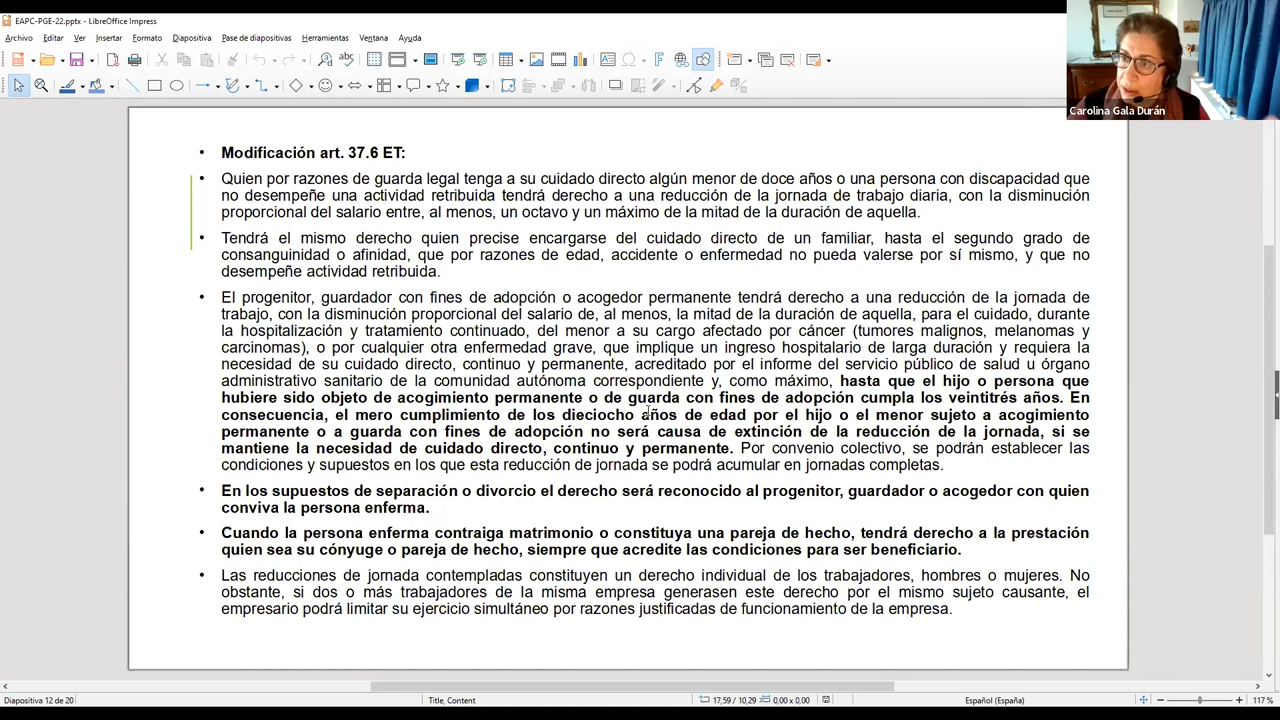 EAPC-PGE-22.pptx - LibreOffice Impress
Archivo Editar Ver Insertar Formato Diapositiva Pase de diapositivas Herramientas Ventana Ayuda
Carolina Gala Durán
• Modificación art. 37.6 ET:
• Quien por razones de guarda legal tenga a su cuidado directo algún menor de doce años o una persona con discapacidad que
no desempeñe una actividad retribuida tendrá derecho a una reducción de la jornada de trabajo diaria, con la disminución
proporcional del salario entre, al menos, un octavo y un máximo de la mitad de la duración de aquella.
• Tendrá el mismo derecho quien precise encargarse del cuidado directo de un familiar, hasta el segundo grado de
consanguinidad o afinidad, que por razones de edad, accidente o enfermedad no pueda valerse por sí mismo, y que no
desempeñe actividad retribuida.
• El progenitor, guardador con fines de adopción o acogedor permanente tendrá derecho a una reducción de la jornada de
trabajo, con la disminución proporcional del salario de, al menos, la mitad de la duración de aquella, para el cuidado, durante
la hospitalización y tratamiento continuado, del menor a su cargo afectado por cáncer (tumores malignos, melanomas y
carcinomas), o por cualquier otra enfermedad grave, que implique un ingreso hospitalario de larga duración y requiera la
necesidad de su cuidado directo, continuo y permanente, acreditado por el informe del servicio público de salud u órgano
administrativo sanitario de la comunidad autónoma correspondiente y, como máximo, hasta que el hijo o persona que
hubiere sido objeto de acogimiento permanente o de guarda con fines de adopción cumpla los veintitrés años. En
consecuencia, el mero cumplimiento de los dieciocho años de edad por el hijo o el menor sujeto a acogimiento
permanente o a guarda con fines de adopción no será causa de extinción de la reducción de la jornada, si se
mantiene la necesidad de cuidado directo, continuo y permanente. Por convenio colectivo, se podrán establecer las
condiciones y supuestos en los que esta reducción de jornada se podrá acumular en jornadas completas.
• En los supuestos de separación o divorcio el derecho será reconocido al progenitor, guardador o acogedor con quien
conviva la persona enferma.
• Cuando la persona enferma contraiga matrimonio o constituya una pareja de hecho, tendrá derecho a la prestación
quien sea su cónyuge o pareja de hecho, siempre que acredite las condiciones para ser beneficiario.
• Las reducciones de jornada contempladas constituyen un derecho individual de los trabajadores, hombres o mujeres. No
obstante, si dos o más trabajadores de la misma empresa generasen este derecho por el mismo sujeto causante, el
empresario podrá limitar su ejercicio simultáneo por razones justificadas de funcionamiento de la empresa.
Diapositiva 12 de 20 Title, Content 17,59 / 10,29 0,00 x 0,00 Español (España) 117 %